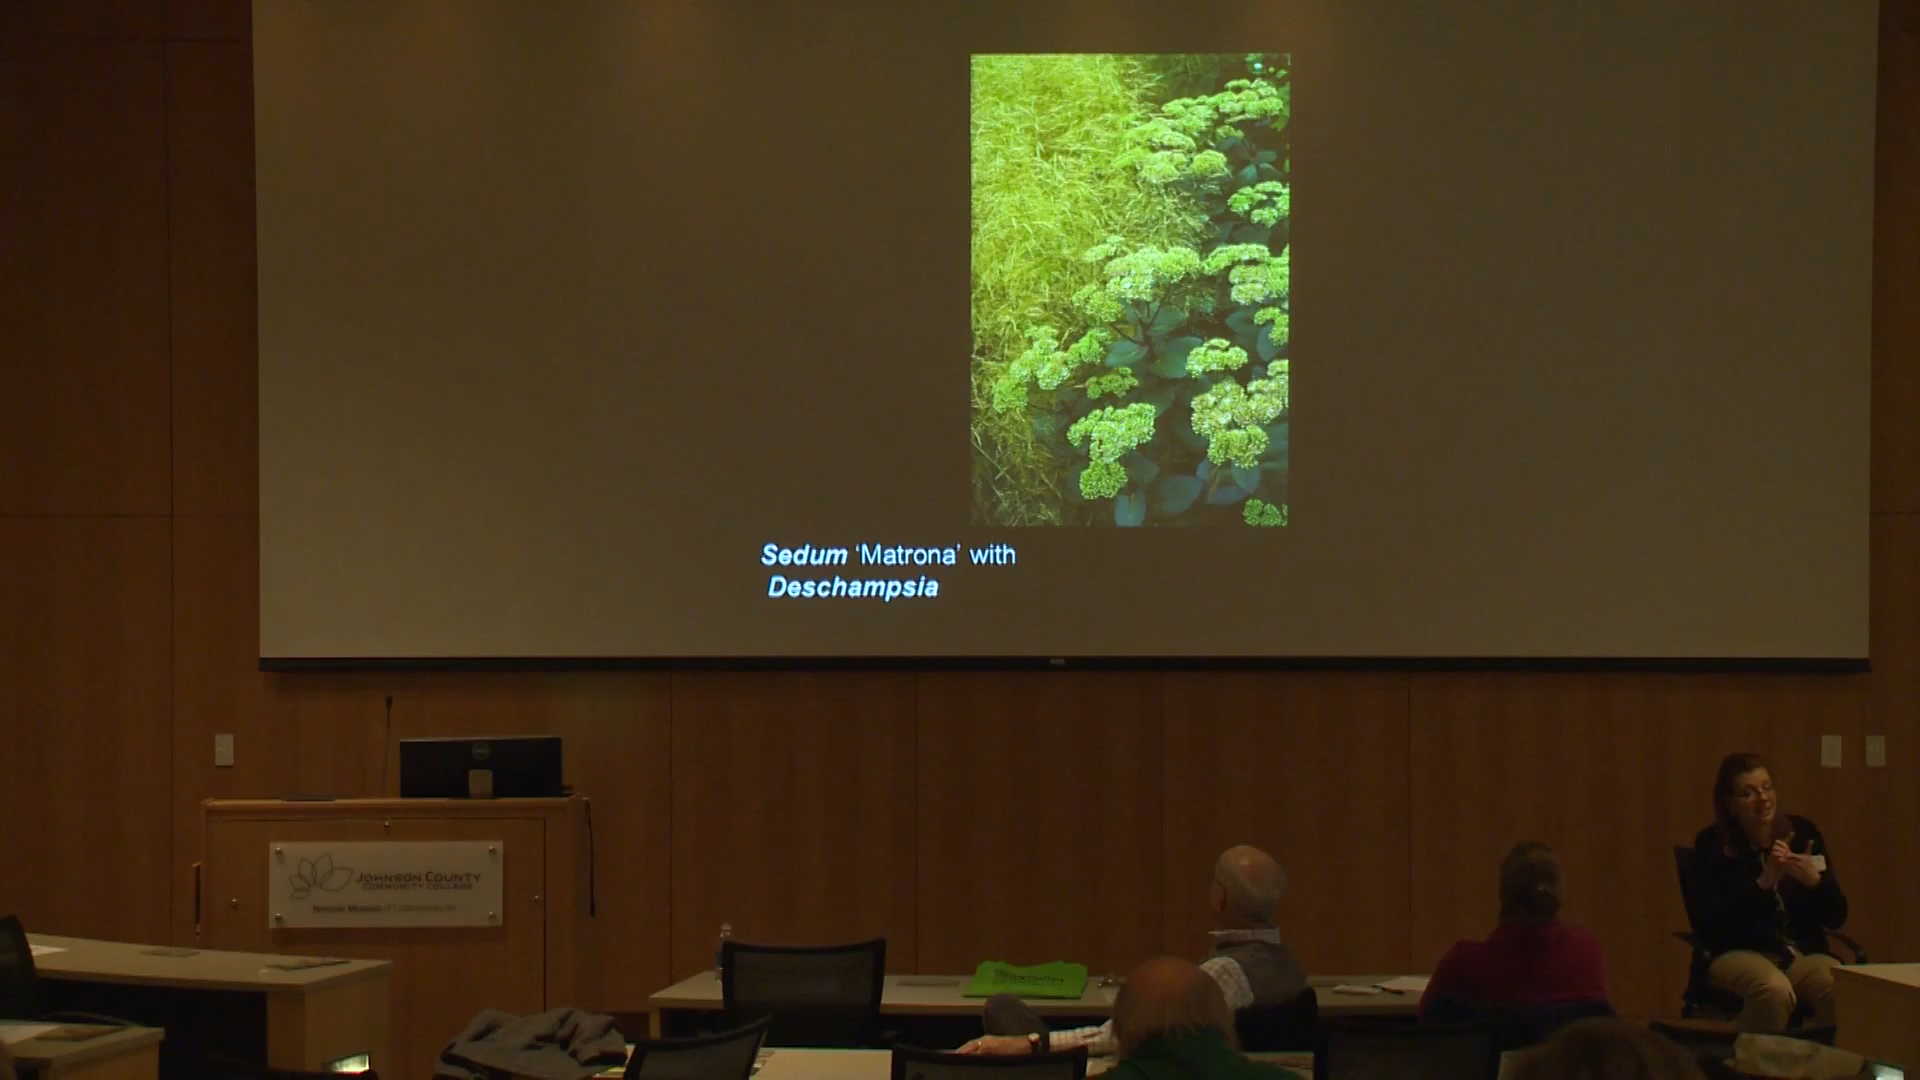 Sedum ‘Matrona’ with
Deschampsia
JOHNSON COUNTY
COMMUNITY COLLEGE